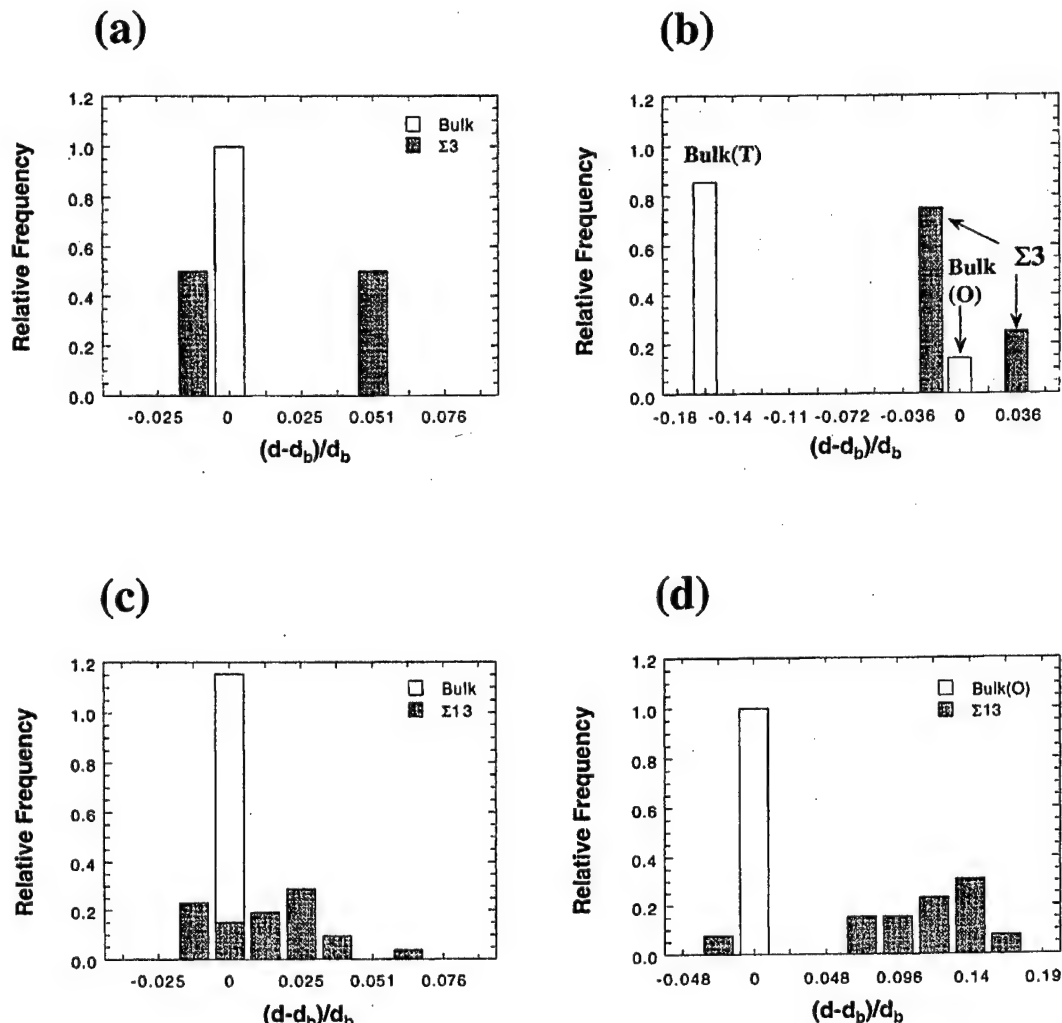 (a)
1.2
1.0
0.8
0.6
0.4
0.2
0.0
Relative Frequency
Bulk
Σ3
-0.025 0 0.025 0.051 0.076
(d-d_b)/d_b
(b)
1.2
1.0
0.8
0.6
0.4
0.2
0.0
Relative Frequency
Bulk(T)
Σ3
Bulk
(O)
-0.18 -0.14 -0.11 -0.072 -0.036 0 0.036
(d-d_b)/d_b
(c)
1.2
1.0
0.8
0.6
0.4
0.2
0.0
Relative Frequency
Bulk
Σ13
-0.025 0 0.025 0.051 0.076
(d-d_b)/d_b
(d)
1.2
1.0
0.8
0.6
0.4
0.2
0.0
Relative Frequency
Bulk(O)
Σ13
-0.048 0 0.048 0.096 0.14 0.19
(d-d_b)/d_b